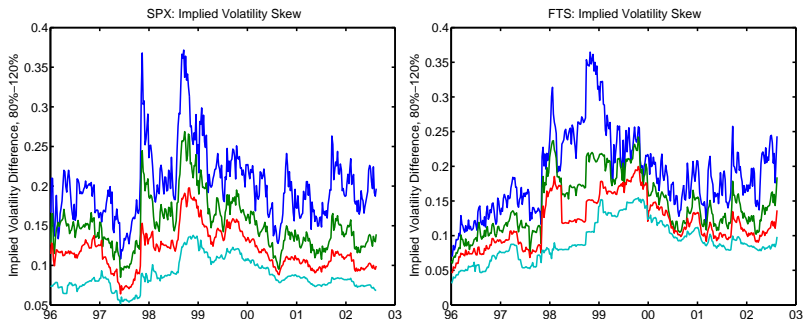 SPX: Implied Volatility Skew
Implied Volatility Difference, 80%−120%
0.4
0.35
0.3
0.25
0.2
0.15
0.1
0.05
96 97 98 99 00 01 02 03
FTS: Implied Volatility Skew
Implied Volatility Difference, 80%−120%
0.4
0.35
0.3
0.25
0.2
0.15
0.1
0.05
0
96 97 98 99 00 01 02 03